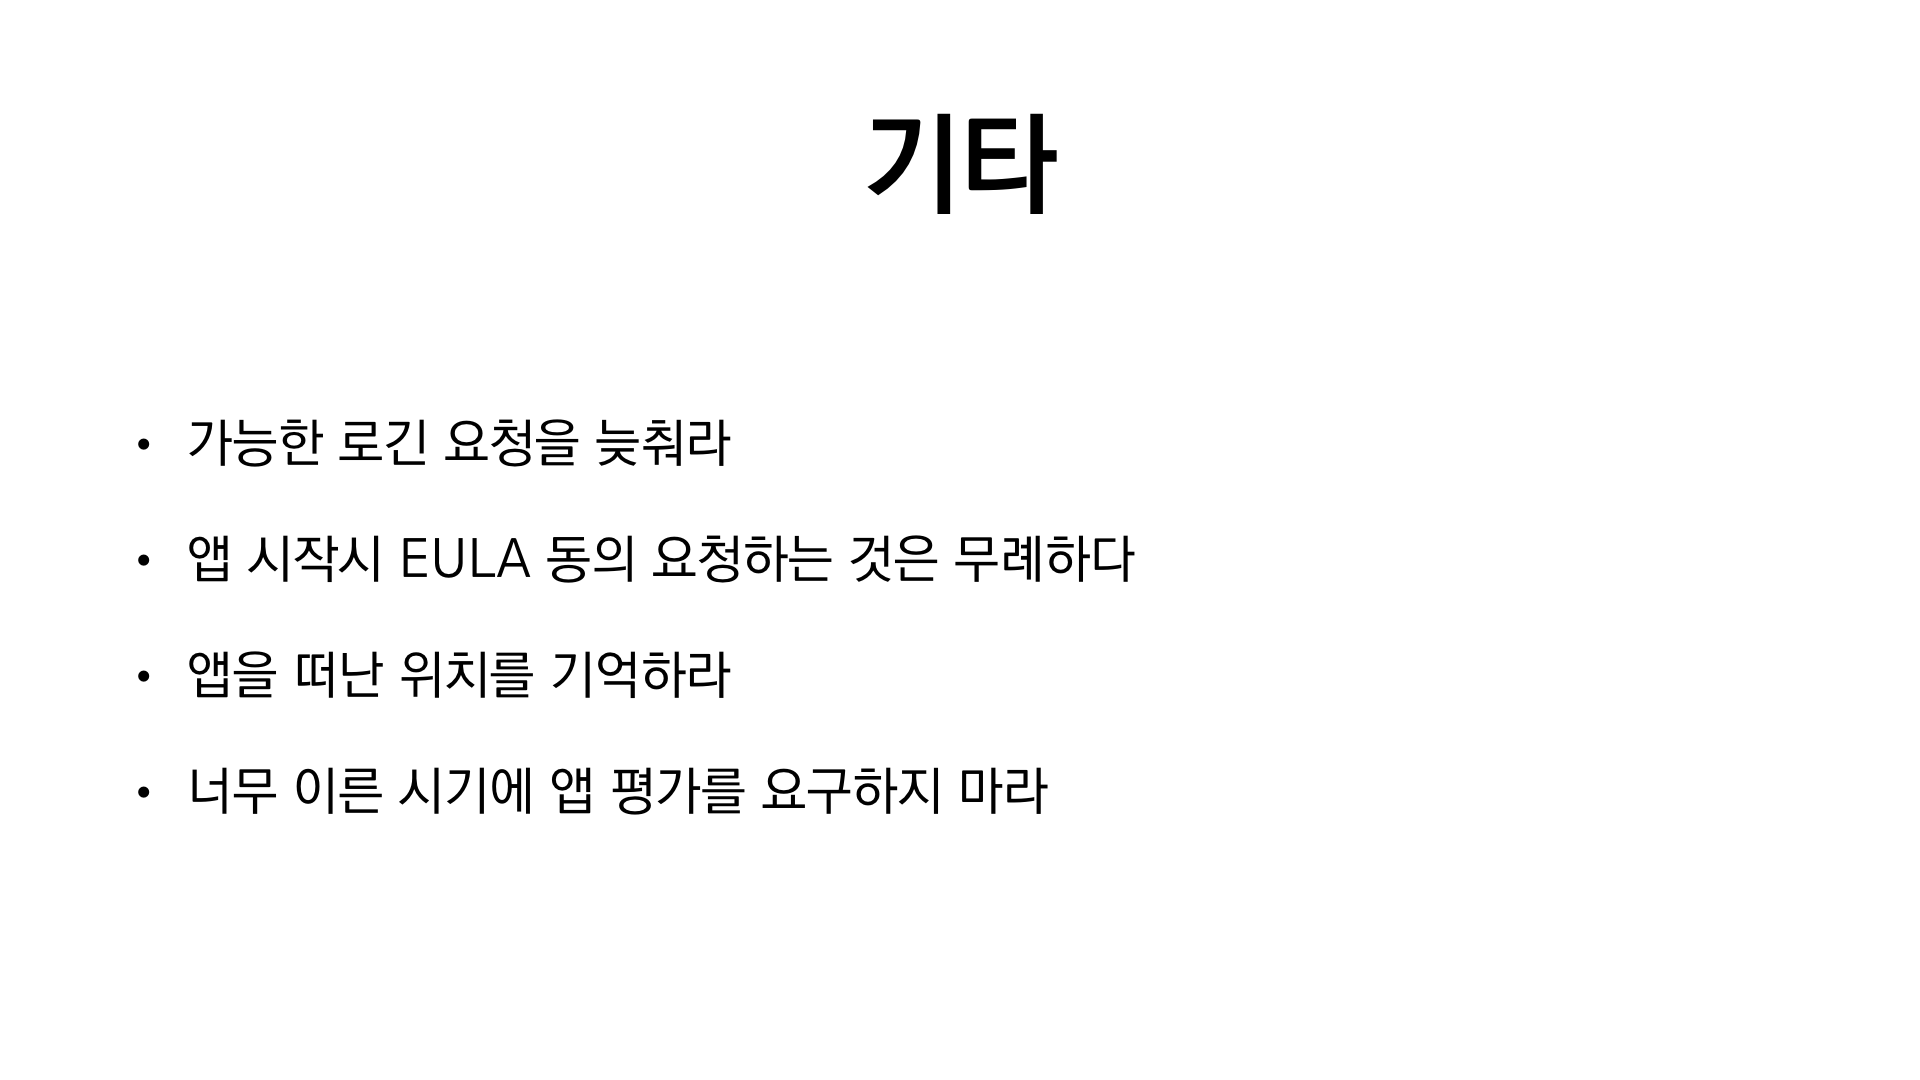 기타
• 가능한 로긴 요청을 늦춰라
• 앱 시작시 EULA 동의 요청하는 것은 무례하다
• 앱을 떠난 위치를 기억하라
• 너무 이른 시기에 앱 평가를 요구하지 마라